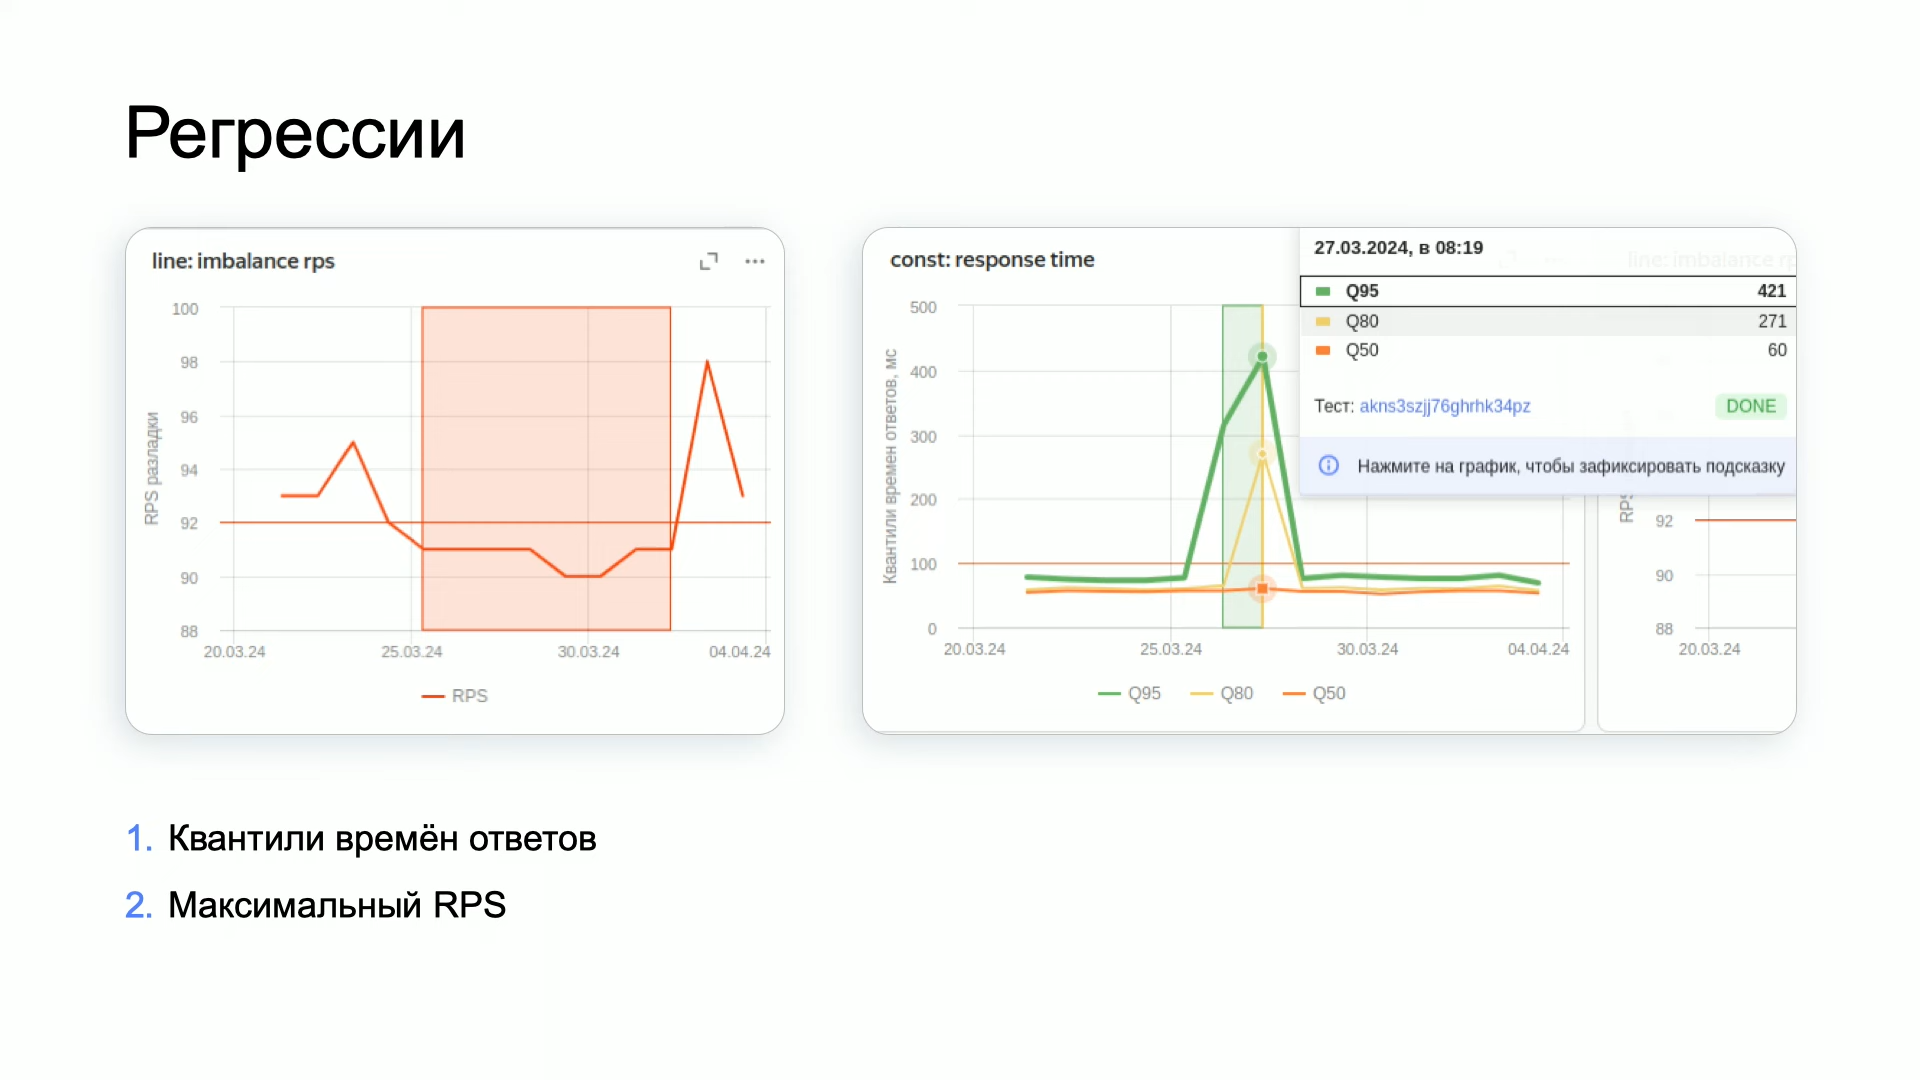 Регрессии
line: imbalance rps
RPS разладки
100
98
96
94
92
90
88
20.03.24 25.03.24 30.03.24 04.04.24
RPS
const: response time
Квантили времен ответов, мс
500
400
300
200
100
0
20.03.24 25.03.24 30.03.24 04.04.24
Q95 Q80 Q50
27.03.2024, в 08:19
Q95 421
Q80 271
Q50 60
Тест: akns3szjj76ghrhk34pz DONE
Нажмите на график, чтобы зафиксировать подсказку
line: imbalance rp
RPS
92
90
88
20.03.24
1. Квантили времён ответов
2. Максимальный RPS